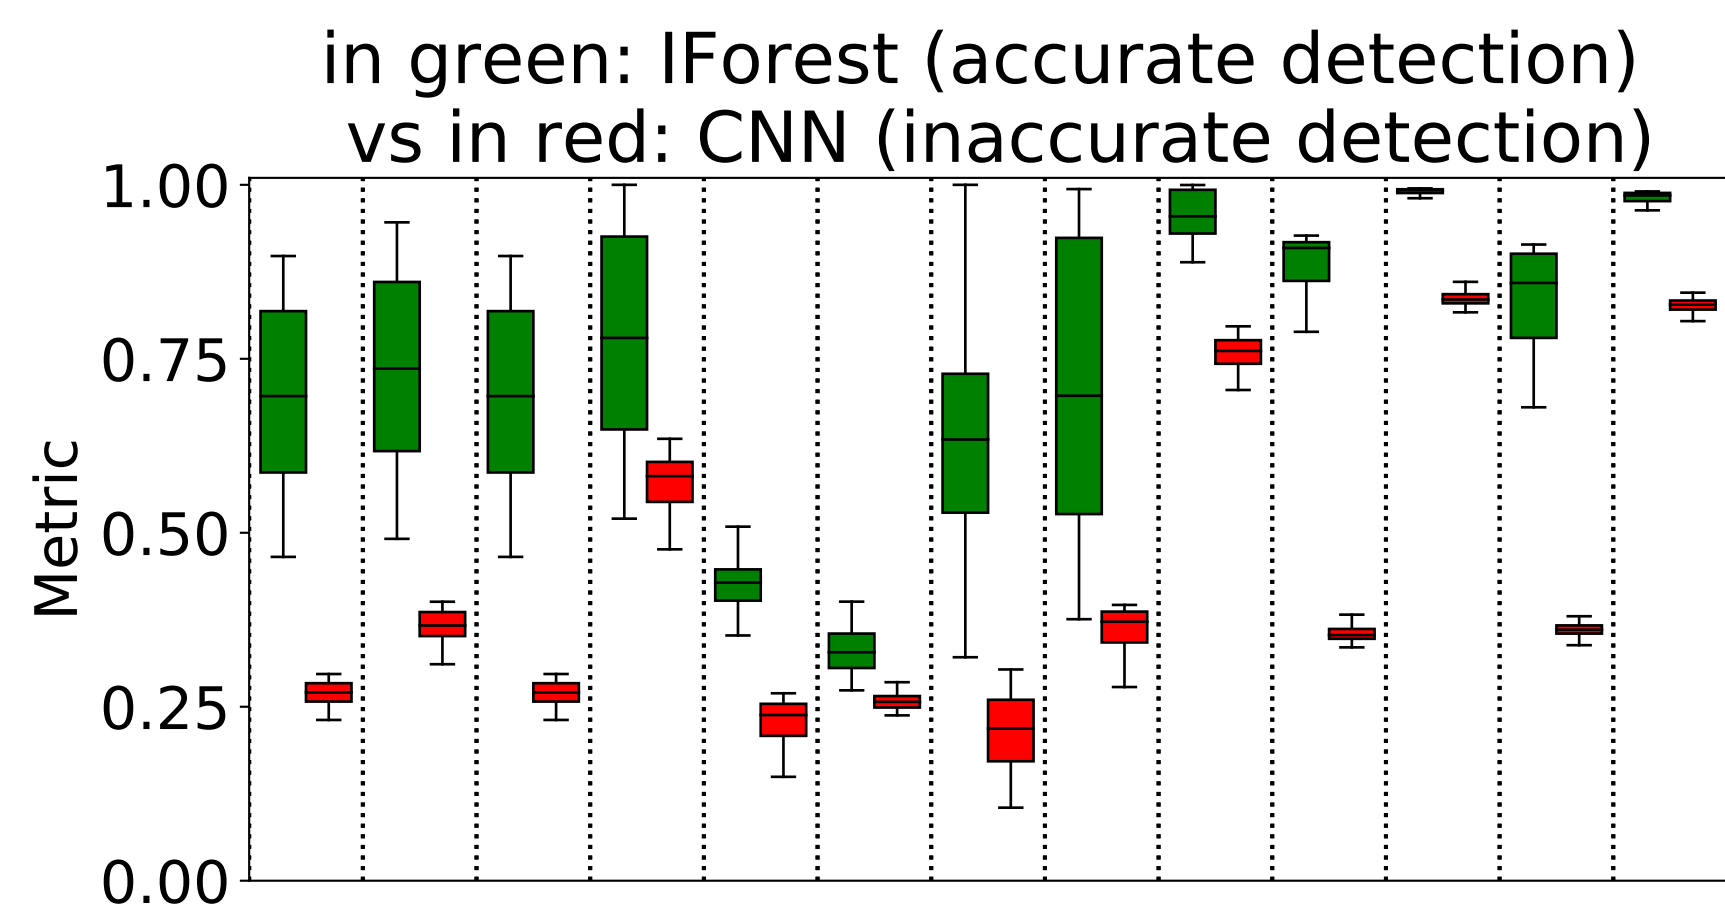 in green: IForest (accurate detection)
vs in red: CNN (inaccurate detection)
1.00
0.75
0.50
0.25
0.00
Metric